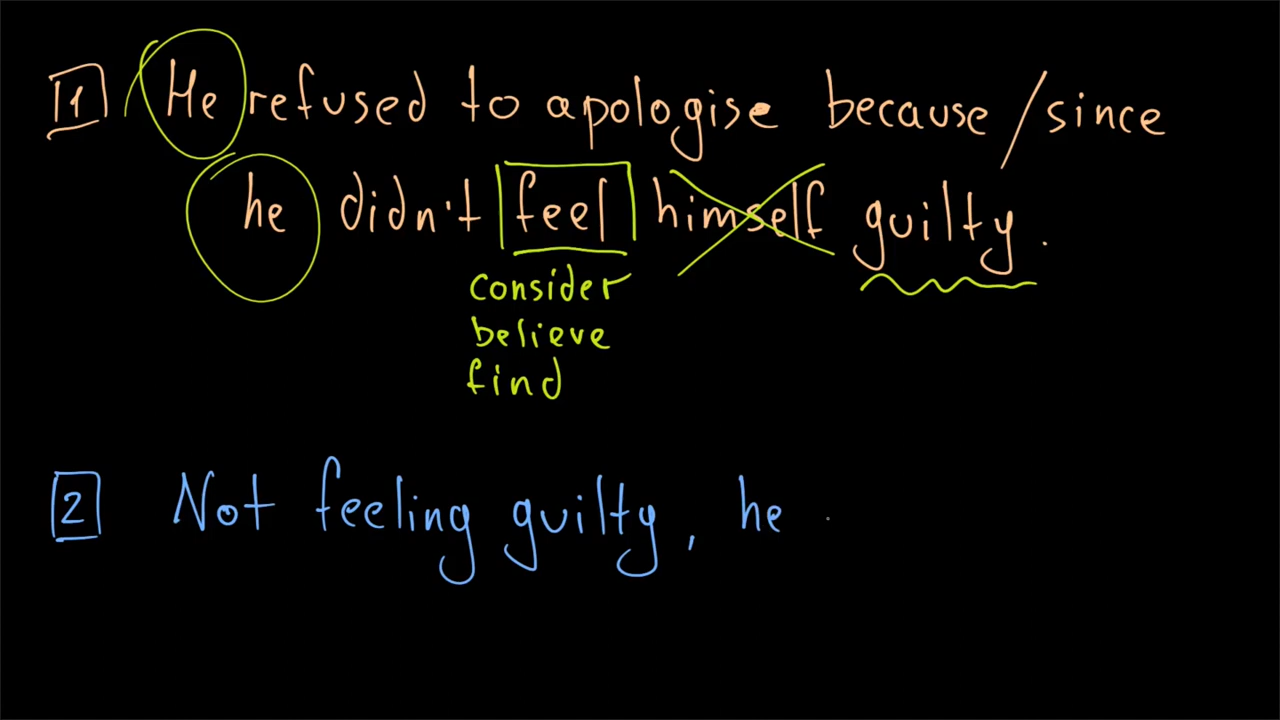 1 He refused to apologise because / since
he didn't feel himself guilty.
consider
believe
find
2 Not feeling guilty, he